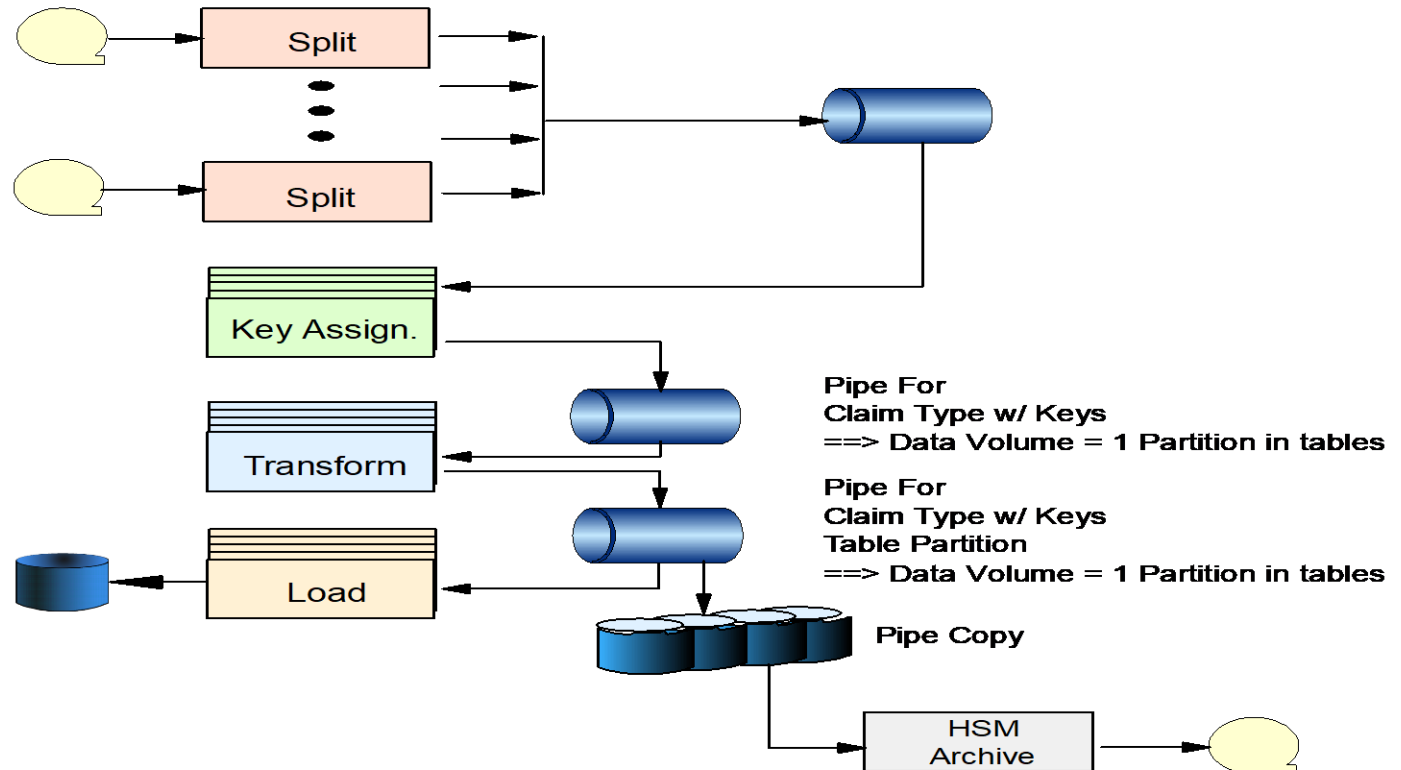 Split
Split
Key Assign.
Pipe For
Claim Type w/ Keys
==> Data Volume = 1 Partition in tables
Transform
Pipe For
Claim Type w/ Keys
Table Partition
==> Data Volume = 1 Partition in tables
Load
Pipe Copy
HSM
Archive